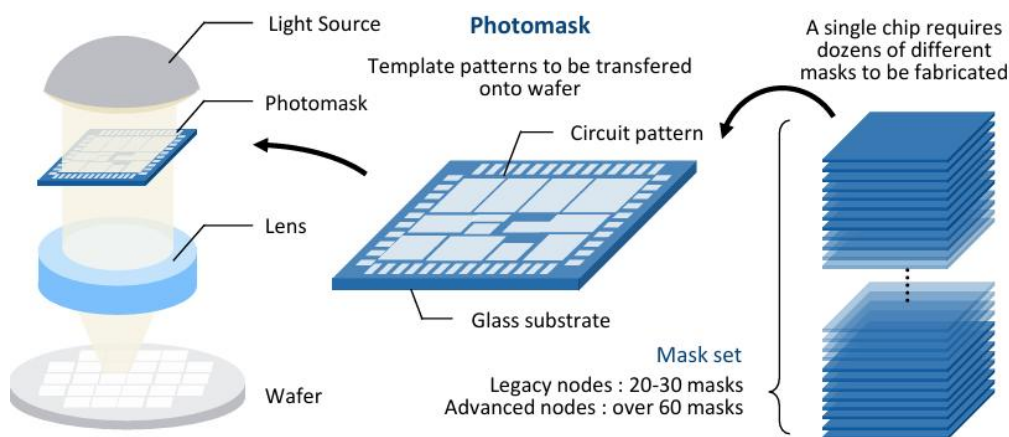 Light Source
Photomask
Lens
Wafer
Photomask
Template patterns to be transfered
onto wafer
Circuit pattern
Glass substrate
A single chip requires
dozens of different
masks to be fabricated
Mask set
Legacy nodes : 20-30 masks
Advanced nodes : over 60 masks